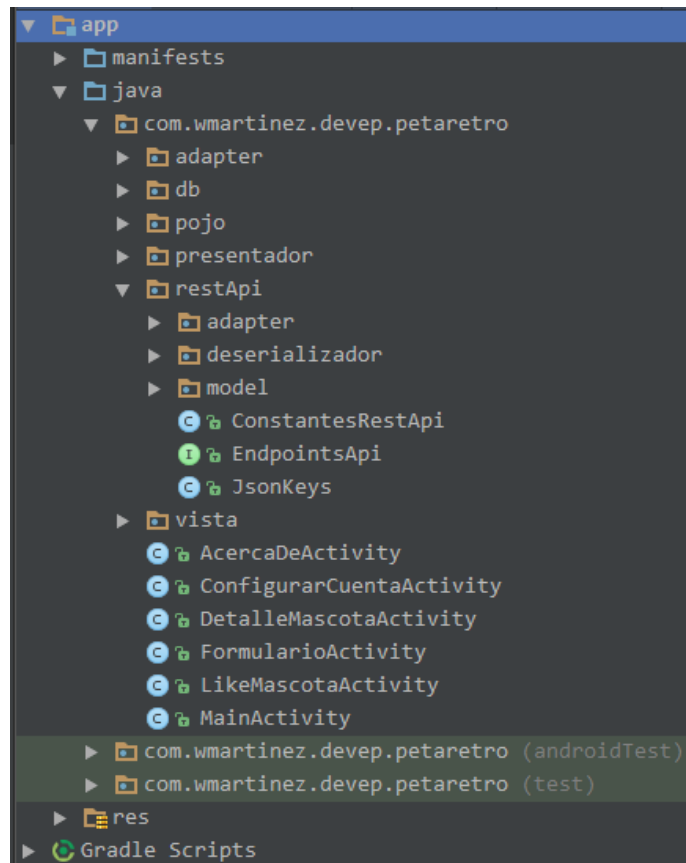 app
manifests
java
com.wmartinez.devep.petaretro
adapter
db
pojo
presentador
restApi
adapter
deserializador
model
C ConstantesRestApi
I EndpointsApi
C JsonKeys
vista
C AcercaDeActivity
C ConfigurarCuentaActivity
C DetalleMascotaActivity
C FormularioActivity
C LikeMascotaActivity
C MainActivity
com.wmartinez.devep.petaretro (androidTest)
com.wmartinez.devep.petaretro (test)
res
Gradle Scripts